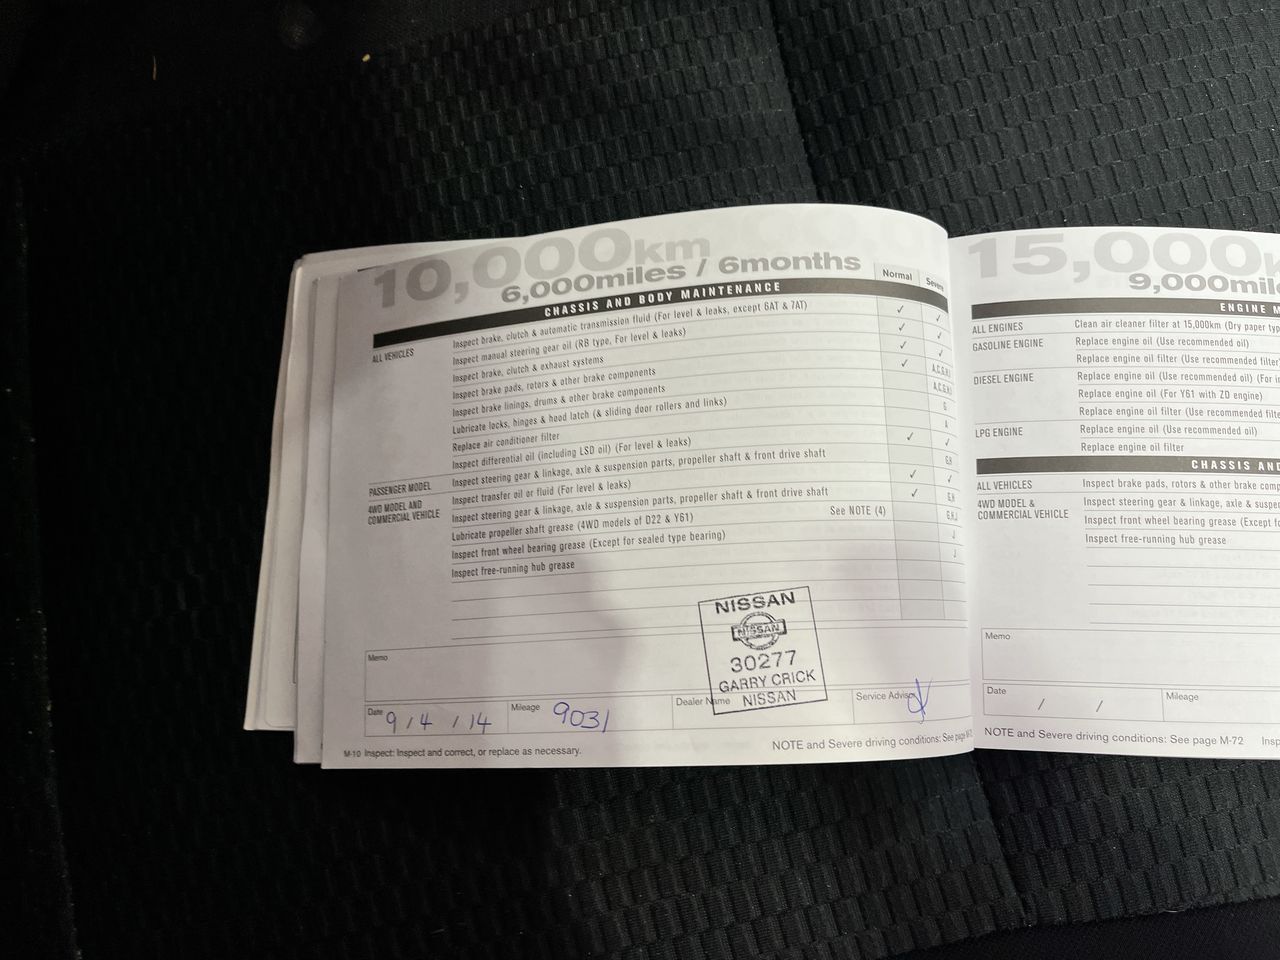 10,000km
6,000miles / 6months
Normal
Severe
CHASSIS AND BODY MAINTENANCE
ALL VEHICLES
Inspect brake, clutch & automatic transmission fluid (For level & leaks, except 6AT & 7AT) ✓ ✓
Inspect manual steering gear oil (RB type, For level & leaks) ✓ ✓
Inspect brake, clutch & exhaust systems ✓ ✓
Inspect brake pads, rotors & other brake components ✓
Inspect brake linings, drums & other brake components
Lubricate locks, hinges & hood latch (& sliding door rollers and links) G
Replace air conditioner filter A
Inspect differential oil (including LSD oil) (For level & leaks) ✓ ✓
PASSENGER MODEL
Inspect steering gear & linkage, axle & suspension parts, propeller shaft & front drive shaft G,H
4WD MODEL AND
COMMERCIAL VEHICLE
Inspect transfer oil or fluid (For level & leaks) ✓ ✓
Inspect steering gear & linkage, axle & suspension parts, propeller shaft & front drive shaft ✓ G,H
Lubricate propeller shaft grease (4WD models of D22 & Y61) See NOTE (4)
Inspect front wheel bearing grease (Except for sealed type bearing) J
Inspect free-running hub grease J
Memo
NISSAN
NISSAN
30277
GARRY CRICK
NISSAN
Date 9 / 4 / 14
Mileage 9031
Dealer Name
Service Advisor
M-10 Inspect: Inspect and correct, or replace as necessary.
NOTE and Severe driving conditions: See page
15,000
9,000
ENGINE
ALL ENGINES
Clean air cleaner filter at 15,000km (Dry paper
GASOLINE ENGINE
Replace engine oil (Use recommended oil)
Replace engine oil filter (Use recommended filter
DIESEL ENGINE
Replace engine oil (Use recommended oil) (For
Replace engine oil (For Y61 with ZD engine)
Replace engine oil filter (Use recommended
LPG ENGINE
Replace engine oil (Use recommended oil)
Replace engine oil filter
CHASSIS
ALL VEHICLES
Inspect brake pads, rotors & other brake
4WD MODEL &
COMMERCIAL VEHICLE
Inspect steering gear & linkage, axle &
Inspect front wheel bearing grease
Inspect free-running hub grease
Memo
Date / /
Mileage
NOTE and Severe driving conditions: See page M-72